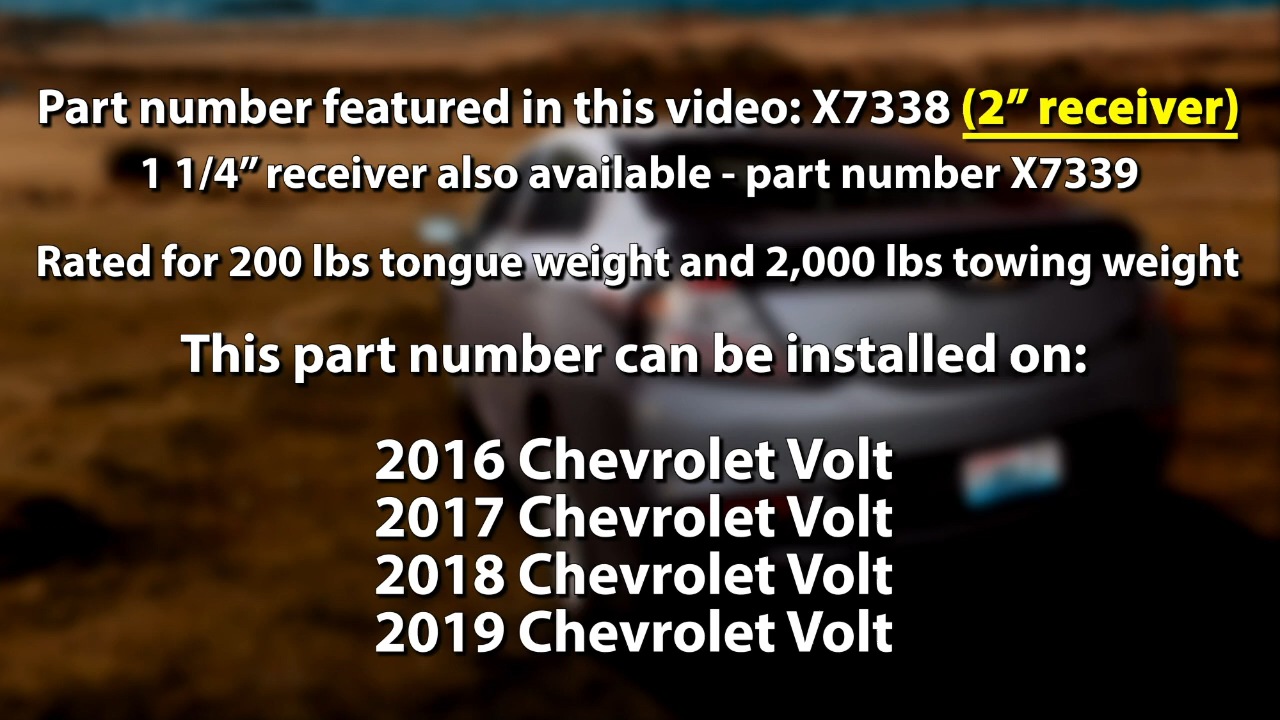 Part number featured in this video: X7338 (2” receiver)
1 1/4” receiver also available - part number X7339
Rated for 200 lbs tongue weight and 2,000 lbs towing weight
This part number can be installed on:
2016 Chevrolet Volt
2017 Chevrolet Volt
2018 Chevrolet Volt
2019 Chevrolet Volt